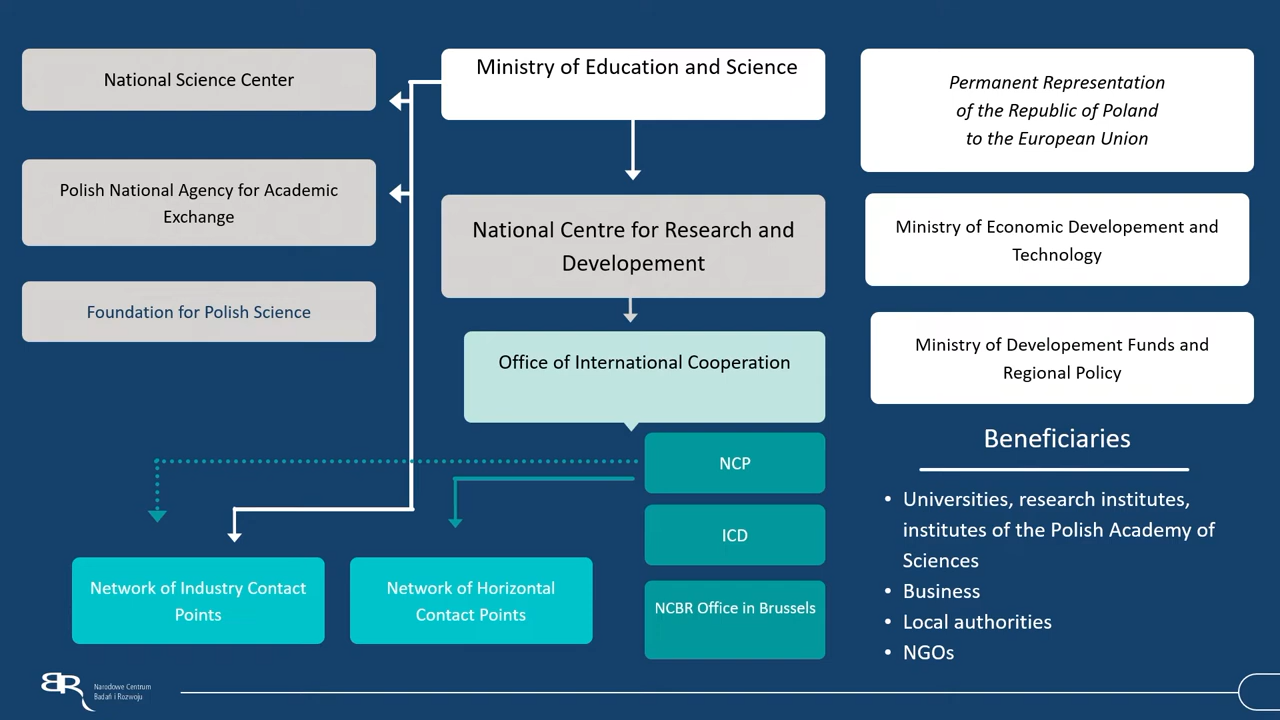 National Science Center
Ministry of Education and Science
Permanent Representation
of the Republic of Poland
to the European Union
Polish National Agency for Academic
Exchange
National Centre for Research and
Developement
Ministry of Economic Developement and
Technology
Foundation for Polish Science
Office of International Cooperation
Ministry of Developement Funds and
Regional Policy
NCP
ICD
NCBR Office in Brussels
Network of Industry Contact
Points
Network of Horizontal
Contact Points
Beneficiaries
• Universities, research institutes,
institutes of the Polish Academy of
Sciences
• Business
• Local authorities
• NGOs
BR
Narodowe Centrum
Badań i Rozwoju